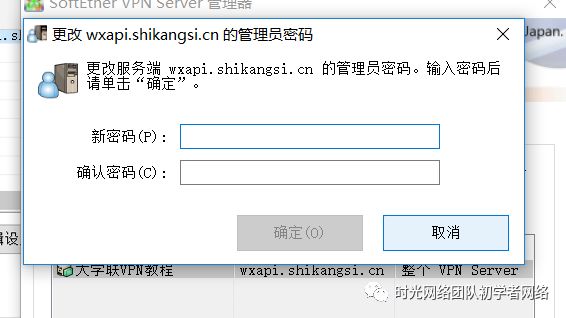 SoftEther VPN Server 管理器
更改 wxapi.shikangsi.cn 的管理员密码
Japan.
更改服务端 wxapi.shikangsi.cn 的管理员密码。输入密码后
请单击“确定”。
新密码(P):
确认密码(C):
确定(O)
取消
大学联VPN教程 wxapi.shikangsi.cn 整个 VPN Server
时光网络团队初学者网络